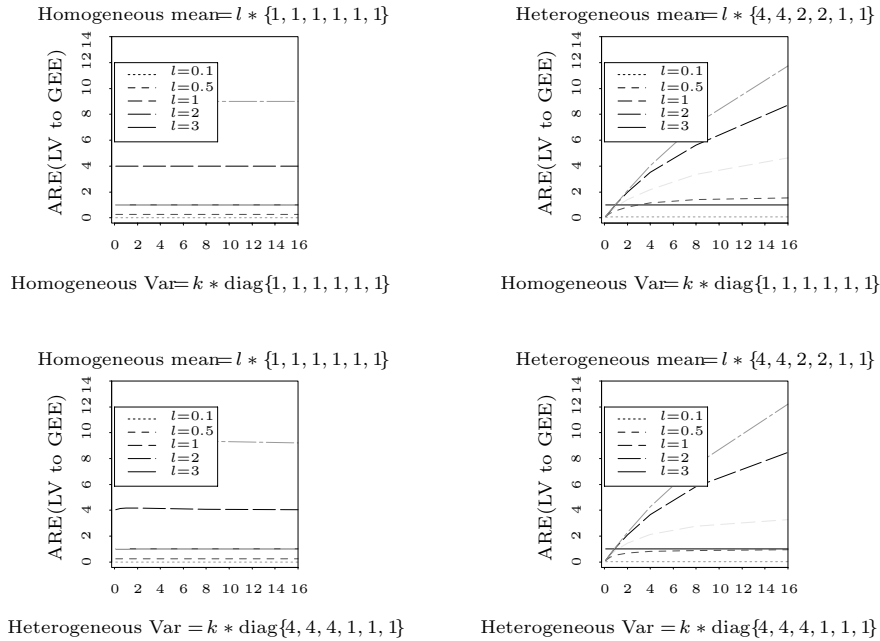 Homogeneous mean= l ∗ {1, 1, 1, 1, 1, 1}
ARE(LV to GEE)
0 2 4 6 8 10 12 14
l=0.1
l=0.5
l=1
l=2
l=3
0 2 4 6 8 10 12 14 16
Homogeneous Var= k ∗ diag{1, 1, 1, 1, 1, 1}
Heterogeneous mean= l ∗ {4, 4, 2, 2, 1, 1}
ARE(LV to GEE)
0 2 4 6 8 10 12 14
l=0.1
l=0.5
l=1
l=2
l=3
0 2 4 6 8 10 12 14 16
Homogeneous Var= k ∗ diag{1, 1, 1, 1, 1, 1}
Homogeneous mean= l ∗ {1, 1, 1, 1, 1, 1}
ARE(LV to GEE)
0 2 4 6 8 10 12 14
l=0.1
l=0.5
l=1
l=2
l=3
0 2 4 6 8 10 12 14 16
Heterogeneous Var = k ∗ diag{4, 4, 4, 1, 1, 1}
Heterogeneous mean= l ∗ {4, 4, 2, 2, 1, 1}
ARE(LV to GEE)
0 2 4 6 8 10 12 14
l=0.1
l=0.5
l=1
l=2
l=3
0 2 4 6 8 10 12 14 16
Heterogeneous Var = k ∗ diag{4, 4, 4, 1, 1, 1}